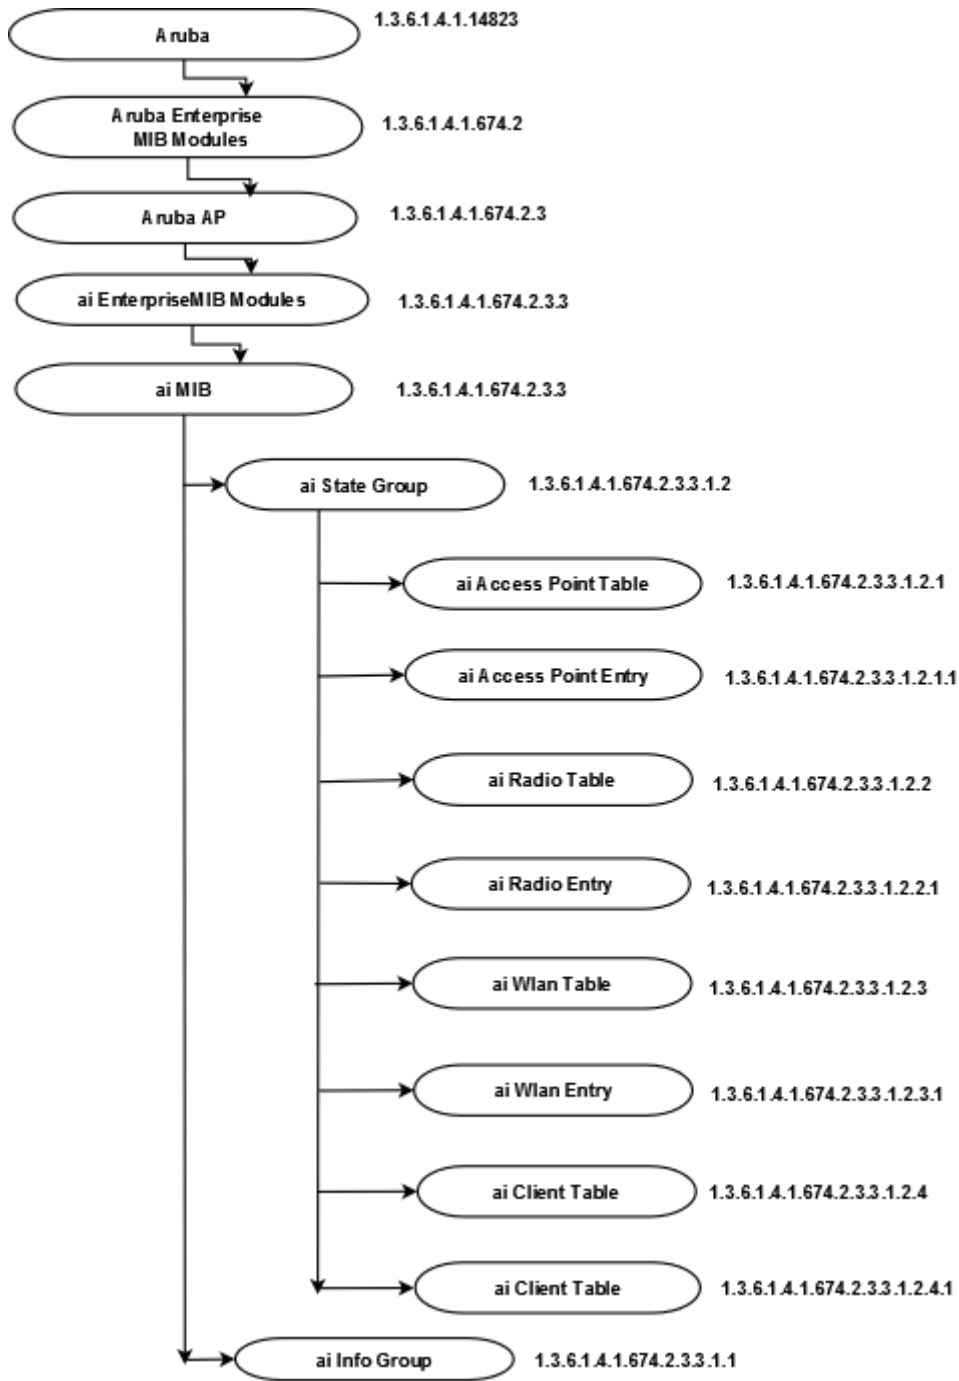 Aruba
1.3.6.1.4.1.14823
Aruba Enterprise
MIB Modules
1.3.6.1.4.1.674.2
Aruba AP
1.3.6.1.4.1.674.2.3
ai EnterpriseMIB Modules
1.3.6.1.4.1.674.2.3.3
ai MIB
1.3.6.1.4.1.674.2.3.3
ai State Group
1.3.6.1.4.1.674.2.3.3.1.2
ai Access Point Table
1.3.6.1.4.1.674.2.3.3.1.2.1
ai Access Point Entry
1.3.6.1.4.1.674.2.3.3.1.2.1.1
ai Radio Table
1.3.6.1.4.1.674.2.3.3.1.2.2
ai Radio Entry
1.3.6.1.4.1.674.2.3.3.1.2.2.1
ai Wlan Table
1.3.6.1.4.1.674.2.3.3.1.2.3
ai Wlan Entry
1.3.6.1.4.1.674.2.3.3.1.2.3.1
ai Client Table
1.3.6.1.4.1.674.2.3.3.1.2.4
ai Client Table
1.3.6.1.4.1.674.2.3.3.1.2.4.1
ai Info Group
1.3.6.1.4.1.674.2.3.3.1.1